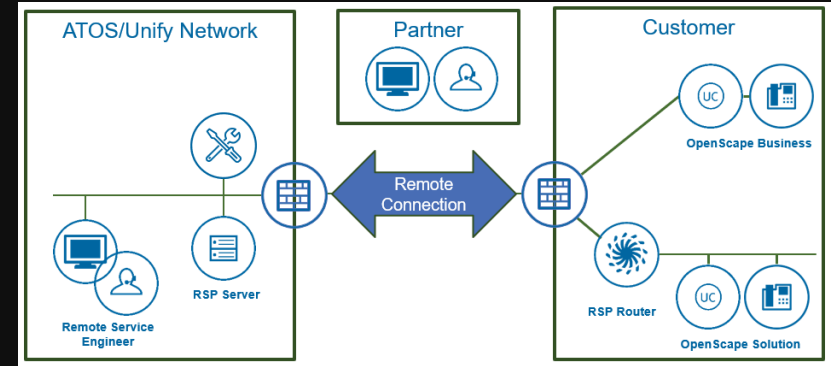 ATOS/Unify Network
Partner
Customer
UC
OpenScape Business
Remote
Connection
RSP Server
Remote Service
Engineer
RSP Router
UC
OpenScape Solution